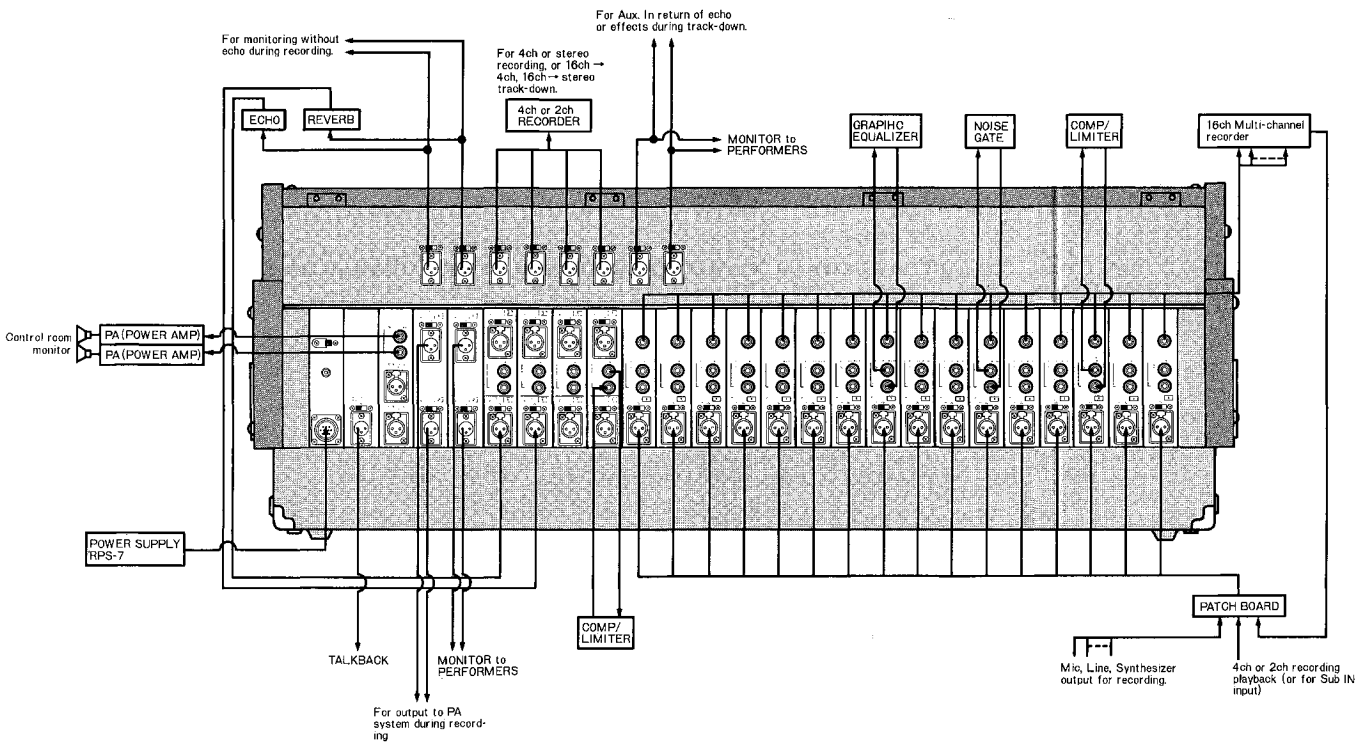 For Aux. In return of echo
or effects during track-down.
For monitoring without
echo during recording.
For 4ch or stereo
recording, or 16ch →
4ch, 16ch → stereo
track-down.
ECHO
REVERB
4ch or 2ch
RECORDER
MONITOR to
PERFORMERS
GRAPIHC
EQUALIZER
NOISE
GATE
COMP/
LIMITER
16ch Multi-channel
recorder
Control room
monitor
PA (POWER AMP)
PA (POWER AMP)
POWER SUPPLY
RPS-7
TALKBACK
MONITOR to
PERFORMERS
COMP/
LIMITER
PATCH BOARD
Mic, Line, Synthesizer
output for recording.
4ch or 2ch recording
playback (or for Sub IN
input)
For output to PA
system during record-
ing